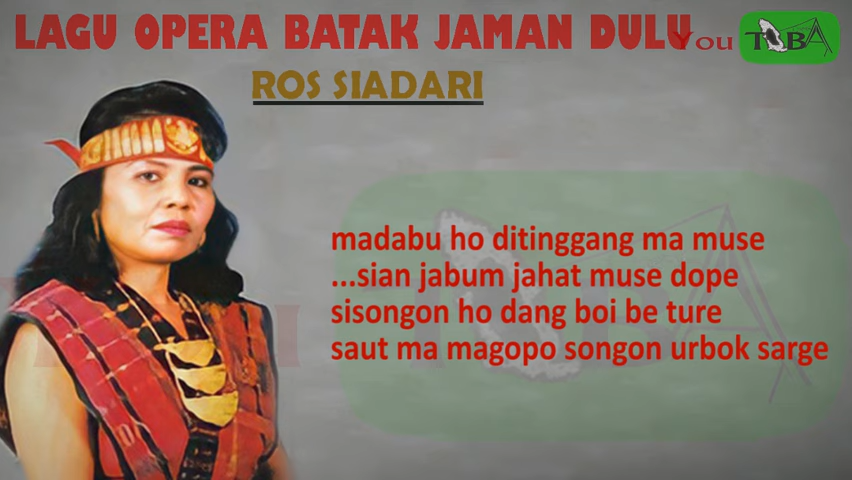 LAGU OPERA BATAK JAMAN DULU
You TOBA
ROS SIADARI
madabu ho ditinggang ma muse
...sian jabum jahat muse dope
sisongon ho dang boi be ture
saut ma magopo songon urbok sarge